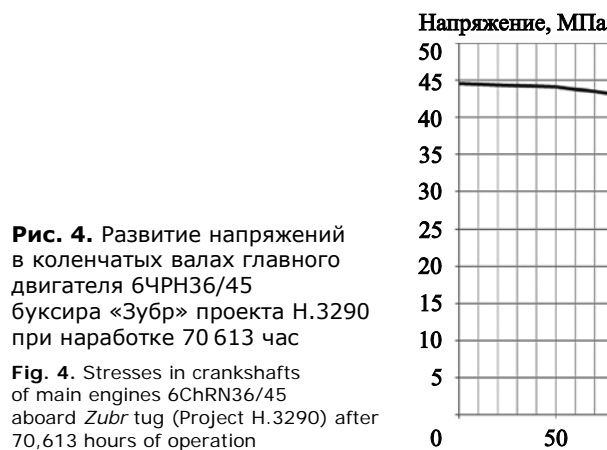 Напряжение, МПа
50
45
40
35
30
25
20
15
10
5
0
50
Рис. 4. Развитие напряжений
в коленчатых валах главного
двигателя 6ЧРН36/45
буксира «Зубр» проекта Н.3290
при наработке 70 613 час
Fig. 4. Stresses in crankshafts
of main engines 6ChRN36/45
aboard Zubr tug (Project H.3290) after
70,613 hours of operation